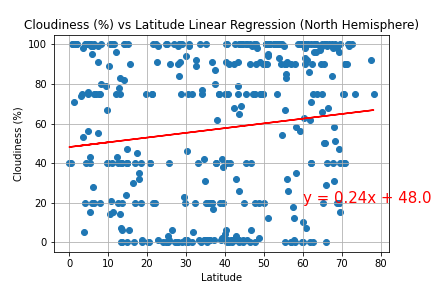 Cloudiness (%) vs Latitude Linear Regression (North Hemisphere)
100
80
60
40
20
0
Cloudiness (%)
y = 0.24x + 48.0
0 10 20 30 40 50 60 70 80
Latitude